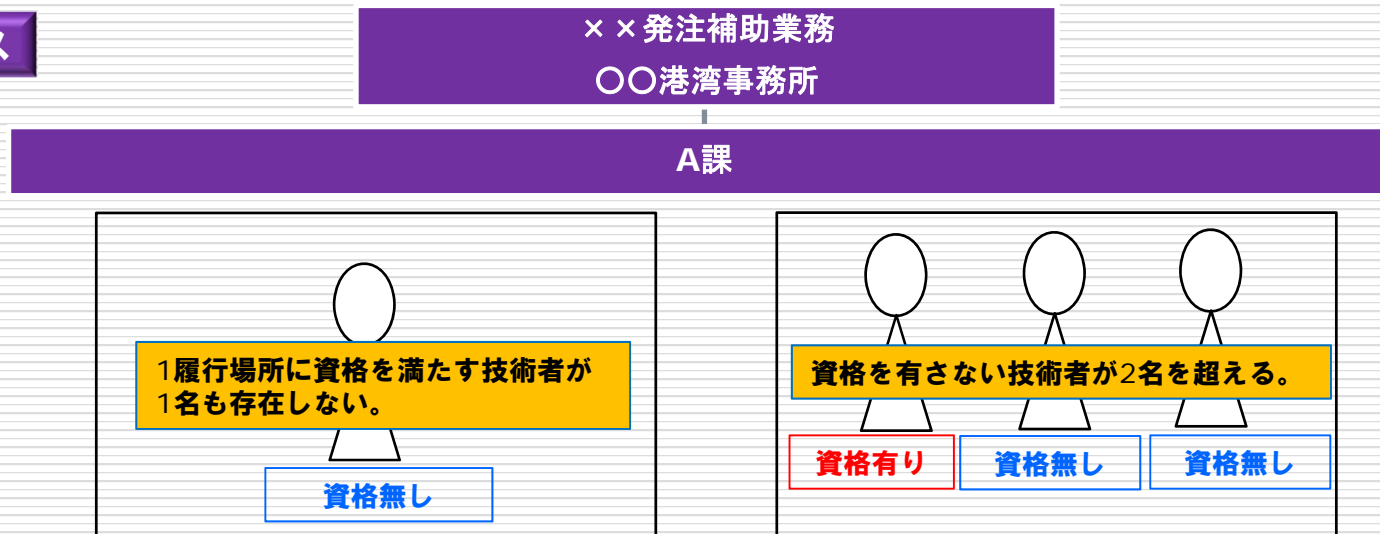 ス
××発注補助業務
〇〇港湾事務所
A課
1履行場所に資格を満たす技術者が
1名も存在しない。
資格を有さない技術者が2名を超える。
資格有り
資格無し
資格無し
資格無し